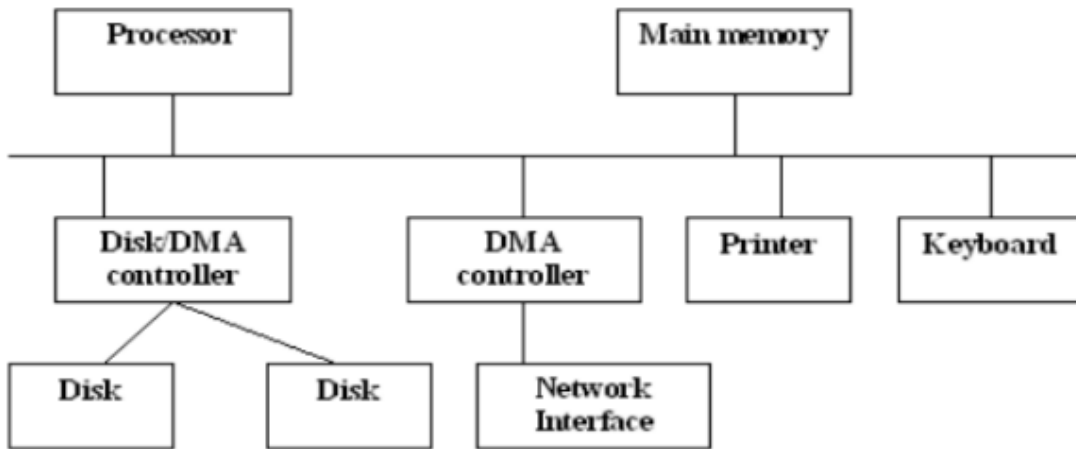 Processor
Main memory
Disk/DMA
controller
DMA
controller
Printer
Keyboard
Disk
Disk
Network
Interface